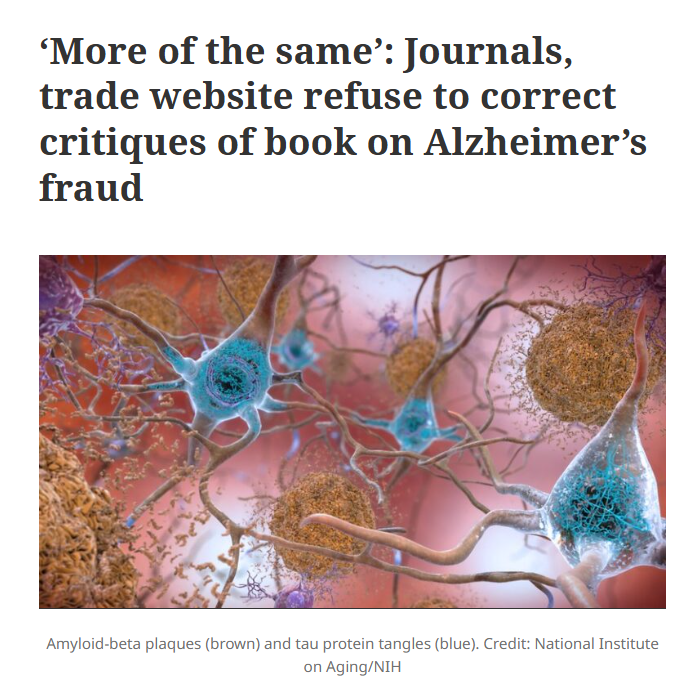 ‘More of the same’: Journals,
trade website refuse to correct
critiques of book on Alzheimer’s
fraud
Amyloid-beta plaques (brown) and tau protein tangles (blue). Credit: National Institute
on Aging/NIH